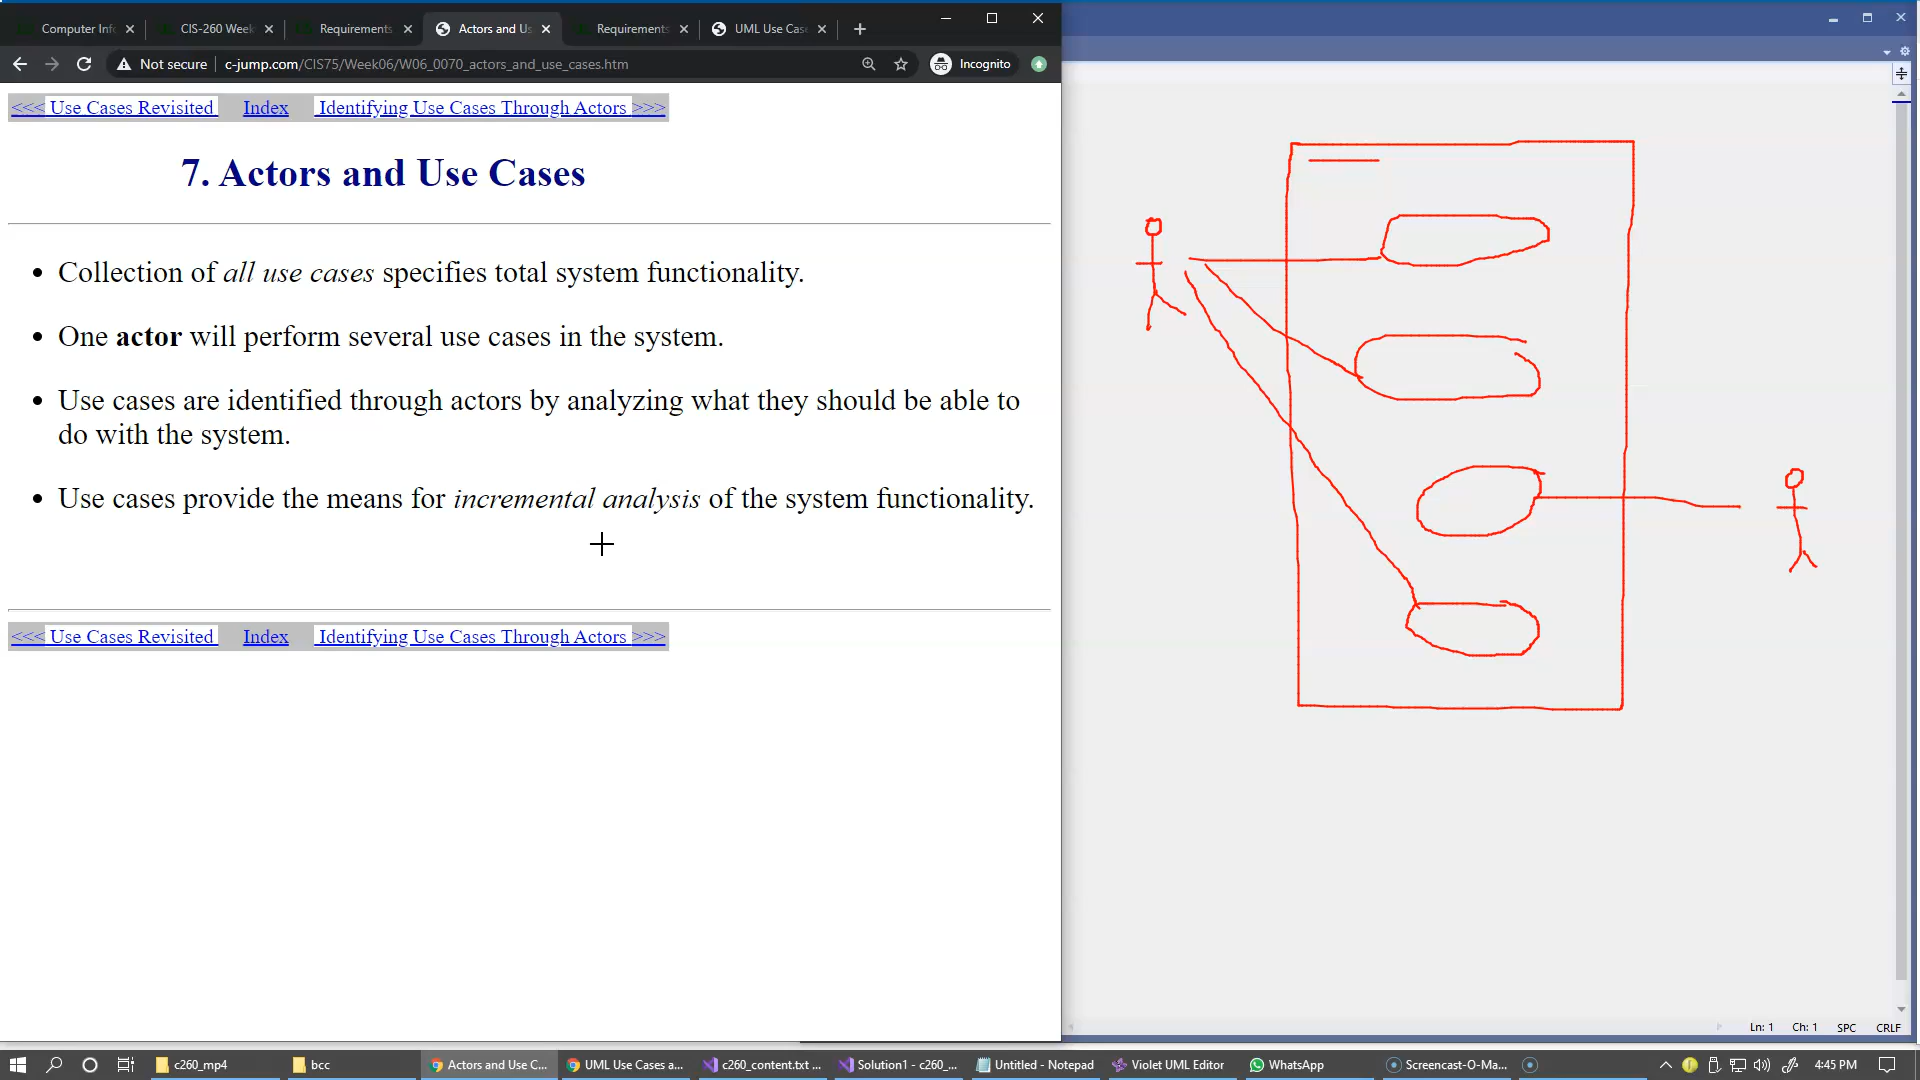 Computer Info
CIS-260 Week
Requirements
Actors and Us
Requirements
UML Use Cas
Not secure
c-jump.com/CIS75/Week06/W06_0070_actors_and_use_cases.htm
Incognito
<<< Use Cases Revisited Index Identifying Use Cases Through Actors >>>
7. Actors and Use Cases
Collection of all use cases specifies total system functionality.
One actor will perform several use cases in the system.
Use cases are identified through actors by analyzing what they should be able to
do with the system.
Use cases provide the means for incremental analysis of the system functionality.
<<< Use Cases Revisited Index Identifying Use Cases Through Actors >>>
Ln: 1 Ch: 1 SPC CRLF
c260_mp4
bcc
Actors and Use C...
UML Use Cases a...
c260_content.txt ...
Solution1 - c260_...
Untitled - Notepad
Violet UML Editor
WhatsApp
Screencast-O-Ma...
4:45 PM